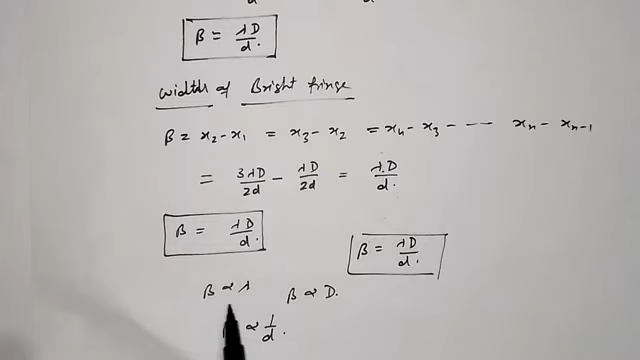 β = λD/d.
Width of Bright fringe
β = x₂ - x₁ = x₃ - x₂ = x₄ - x₃ - - - - - xₙ - xₙ₋₁
= 3λD/2d - λD/2d = λD/d.
β = λD/d.
β = λD/d.
β ∝ λ β ∝ D.
∝ 1/d.